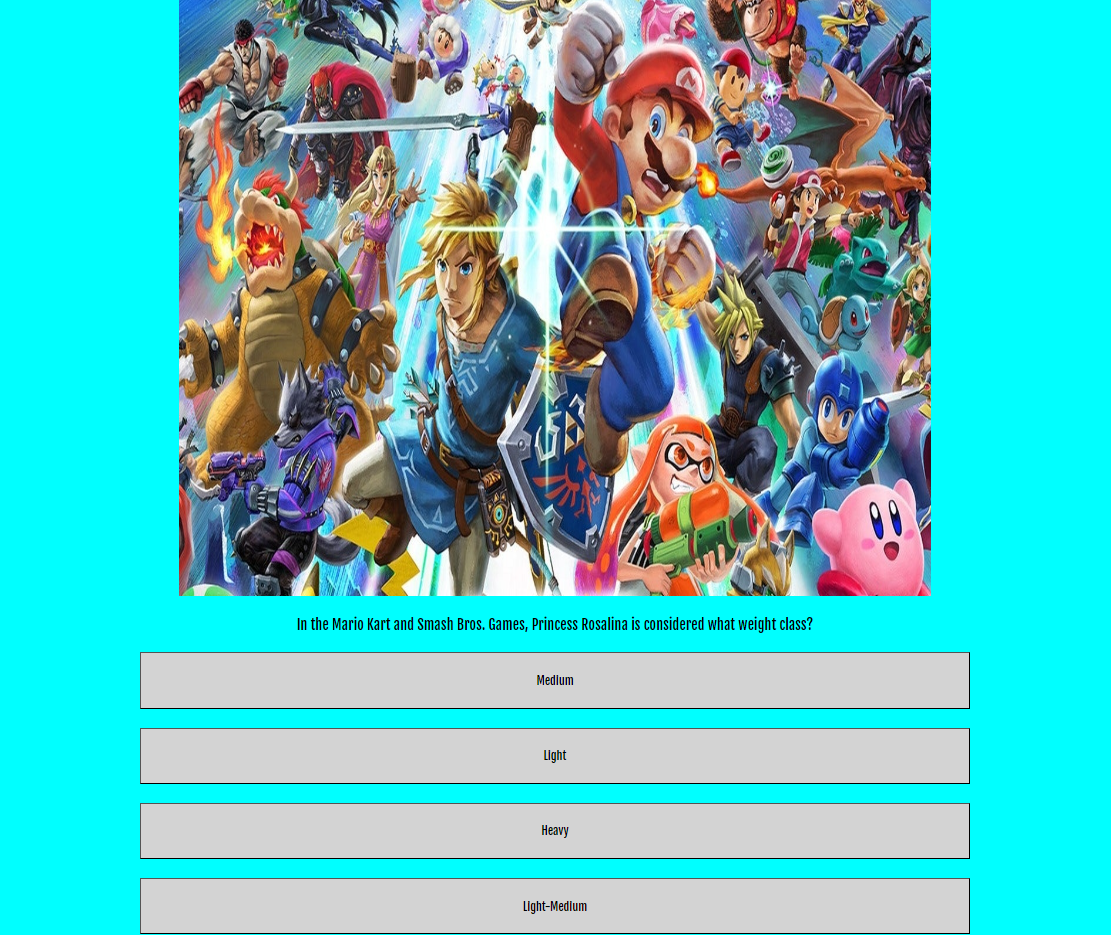 In the Mario Kart and Smash Bros. Games, Princess Rosalina is considered what weight class?
Medium
Light
Heavy
Light-Medium